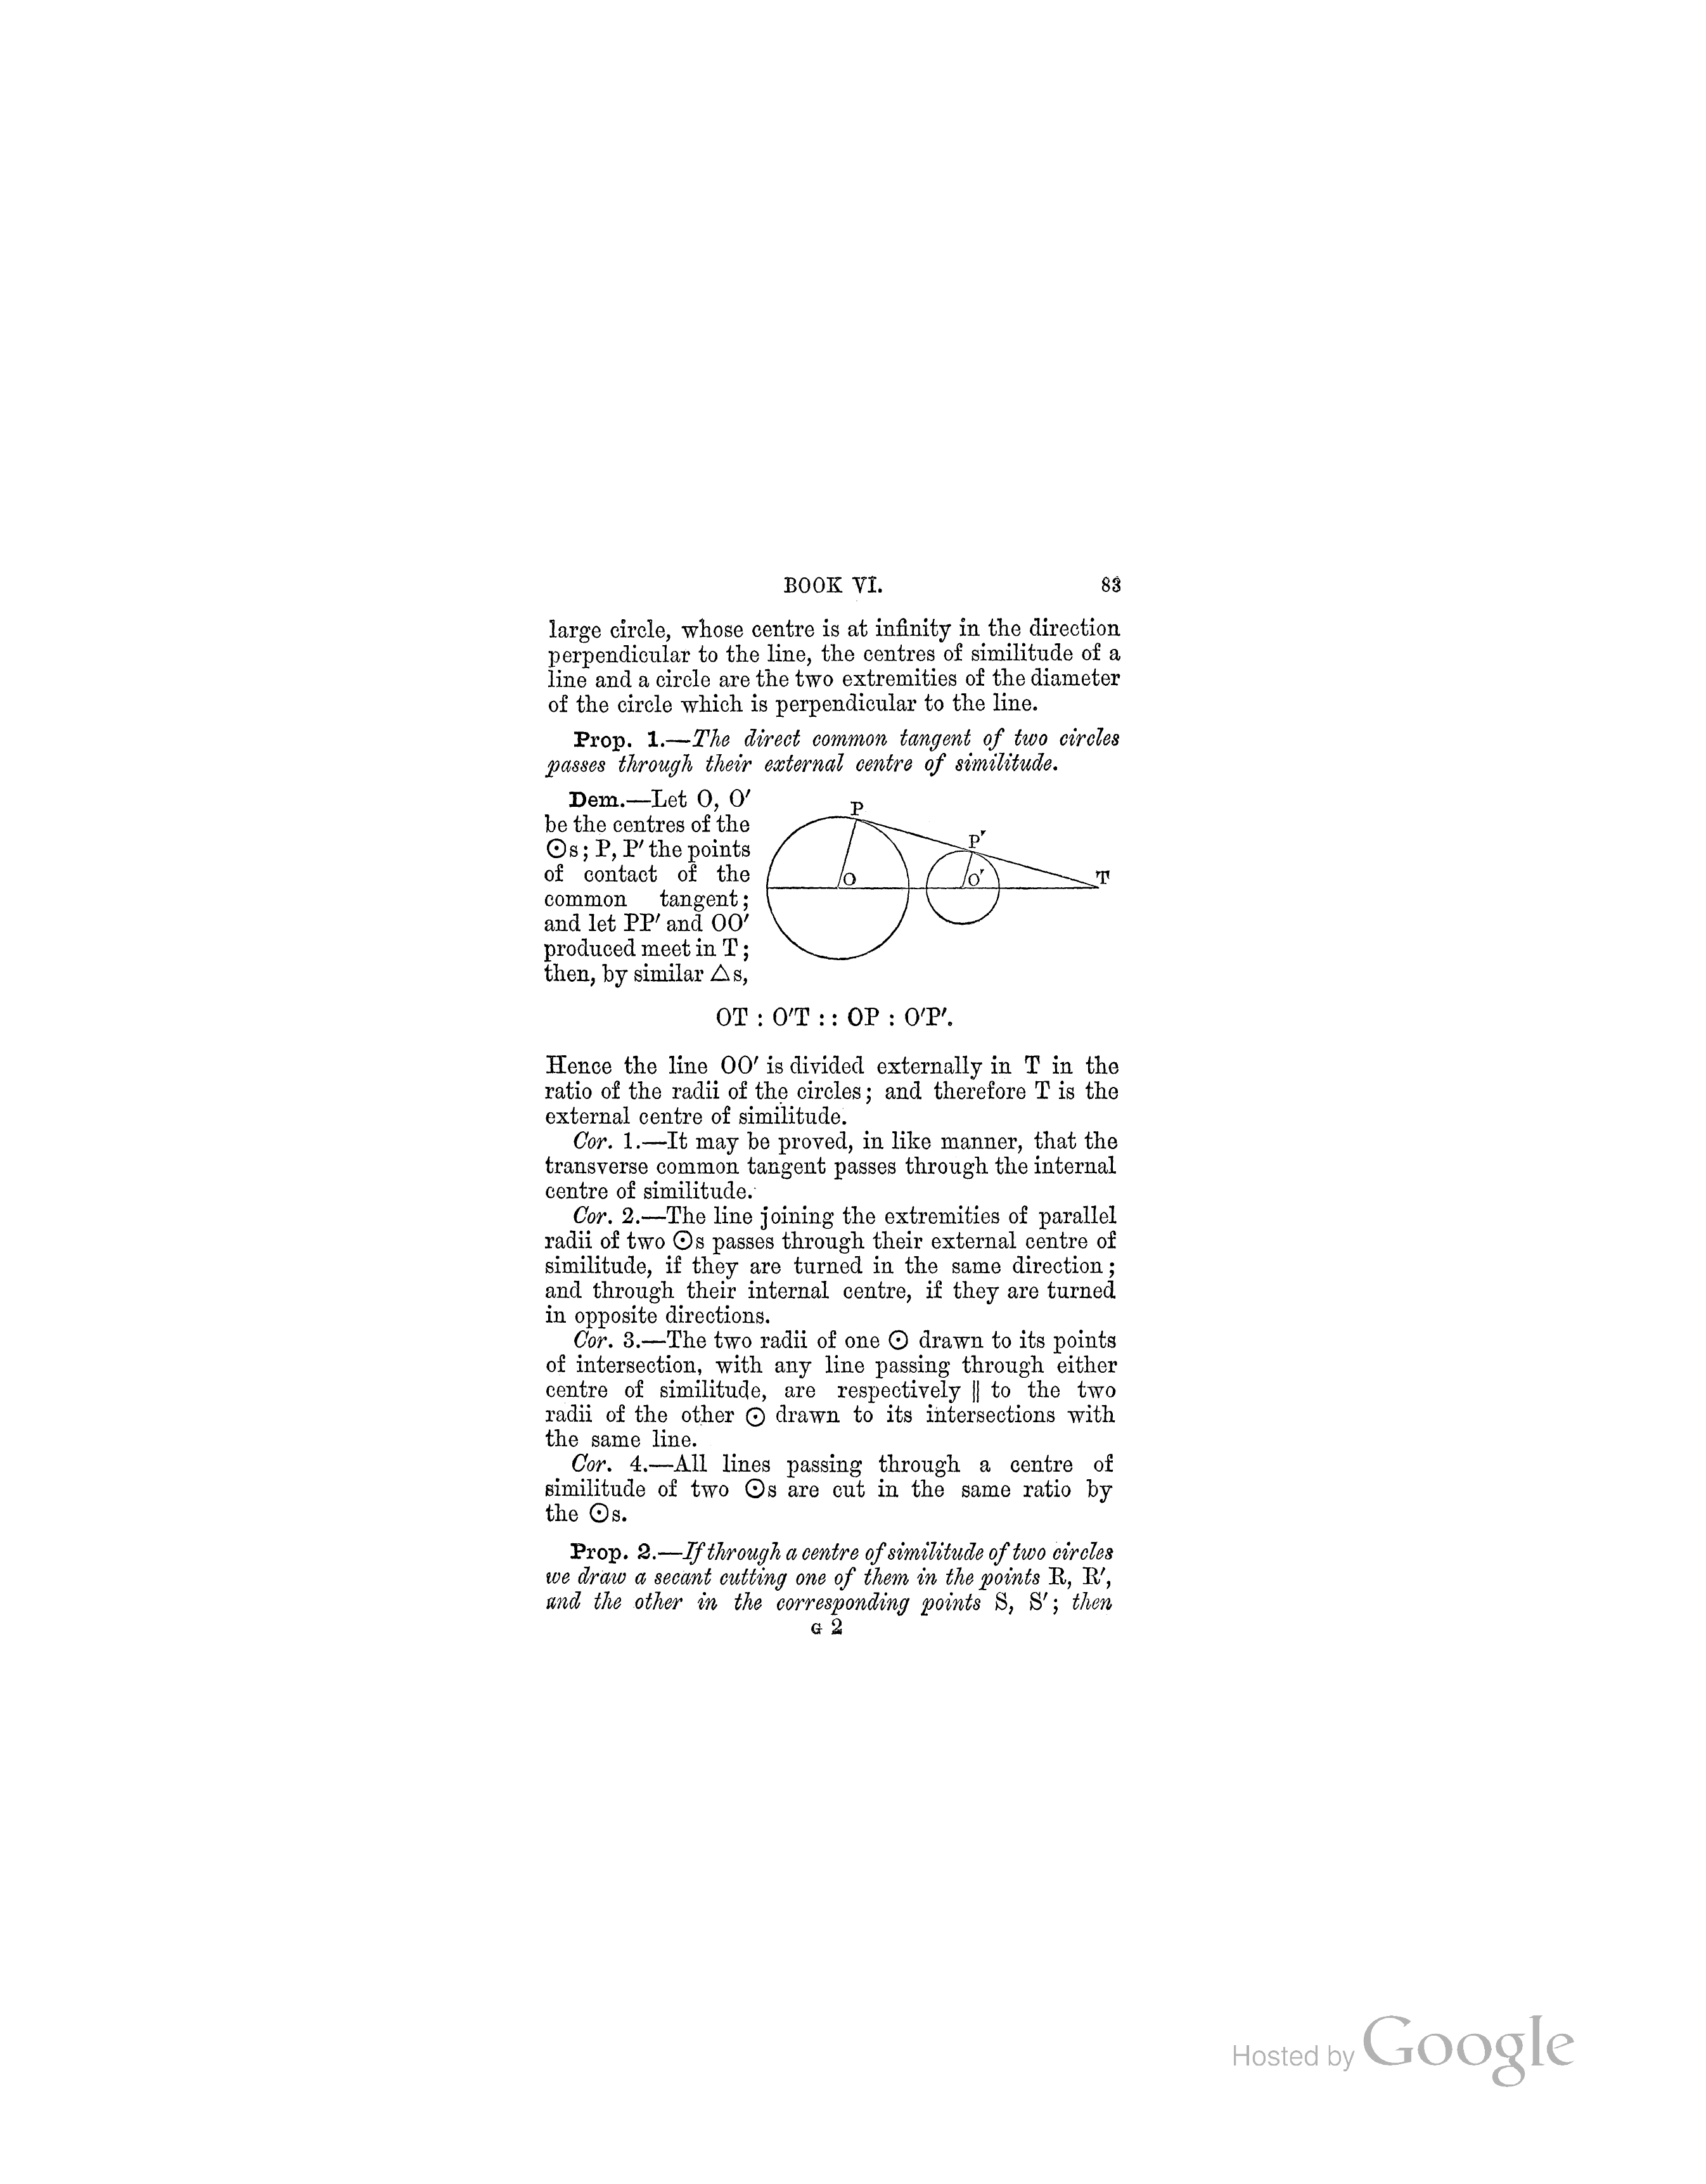 BOOK VI. 83
large circle, whose centre is at infinity in the direction
perpendicular to the line, the centres of similitude of a
line and a circle are the two extremities of the diameter
of the circle which is perpendicular to the line.
Prop. 1.—The direct common tangent of two circles
passes through their external centre of similitude.
Dem.—Let O, O′
be the centres of the
⊙s; P, P′ the points
of contact of the
common tangent;
and let PP′ and OO′
produced meet in T;
then, by similar △s,
P
P′
O
O′
T
OT : O′T :: OP : O′P′.
Hence the line OO′ is divided externally in T in the
ratio of the radii of the circles; and therefore T is the
external centre of similitude.
Cor. 1.—It may be proved, in like manner, that the
transverse common tangent passes through the internal
centre of similitude.
Cor. 2.—The line joining the extremities of parallel
radii of two ⊙s passes through their external centre of
similitude, if they are turned in the same direction;
and through their internal centre, if they are turned
in opposite directions.
Cor. 3.—The two radii of one ⊙ drawn to its points
of intersection, with any line passing through either
centre of similitude, are respectively ∥ to the two
radii of the other ⊙ drawn to its intersections with
the same line.
Cor. 4.—All lines passing through a centre of
similitude of two ⊙s are cut in the same ratio by
the ⊙s.
Prop. 2.—If through a centre of similitude of two circles
we draw a secant cutting one of them in the points R, R′,
and the other in the corresponding points S, S′; then
G 2
Hosted by Google